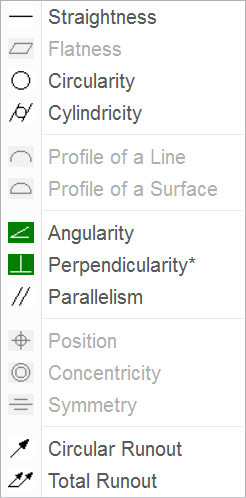 Straightness
Flatness
Circularity
Cylindricity
Profile of a Line
Profile of a Surface
Angularity
Perpendicularity*
Parallelism
Position
Concentricity
Symmetry
Circular Runout
Total Runout